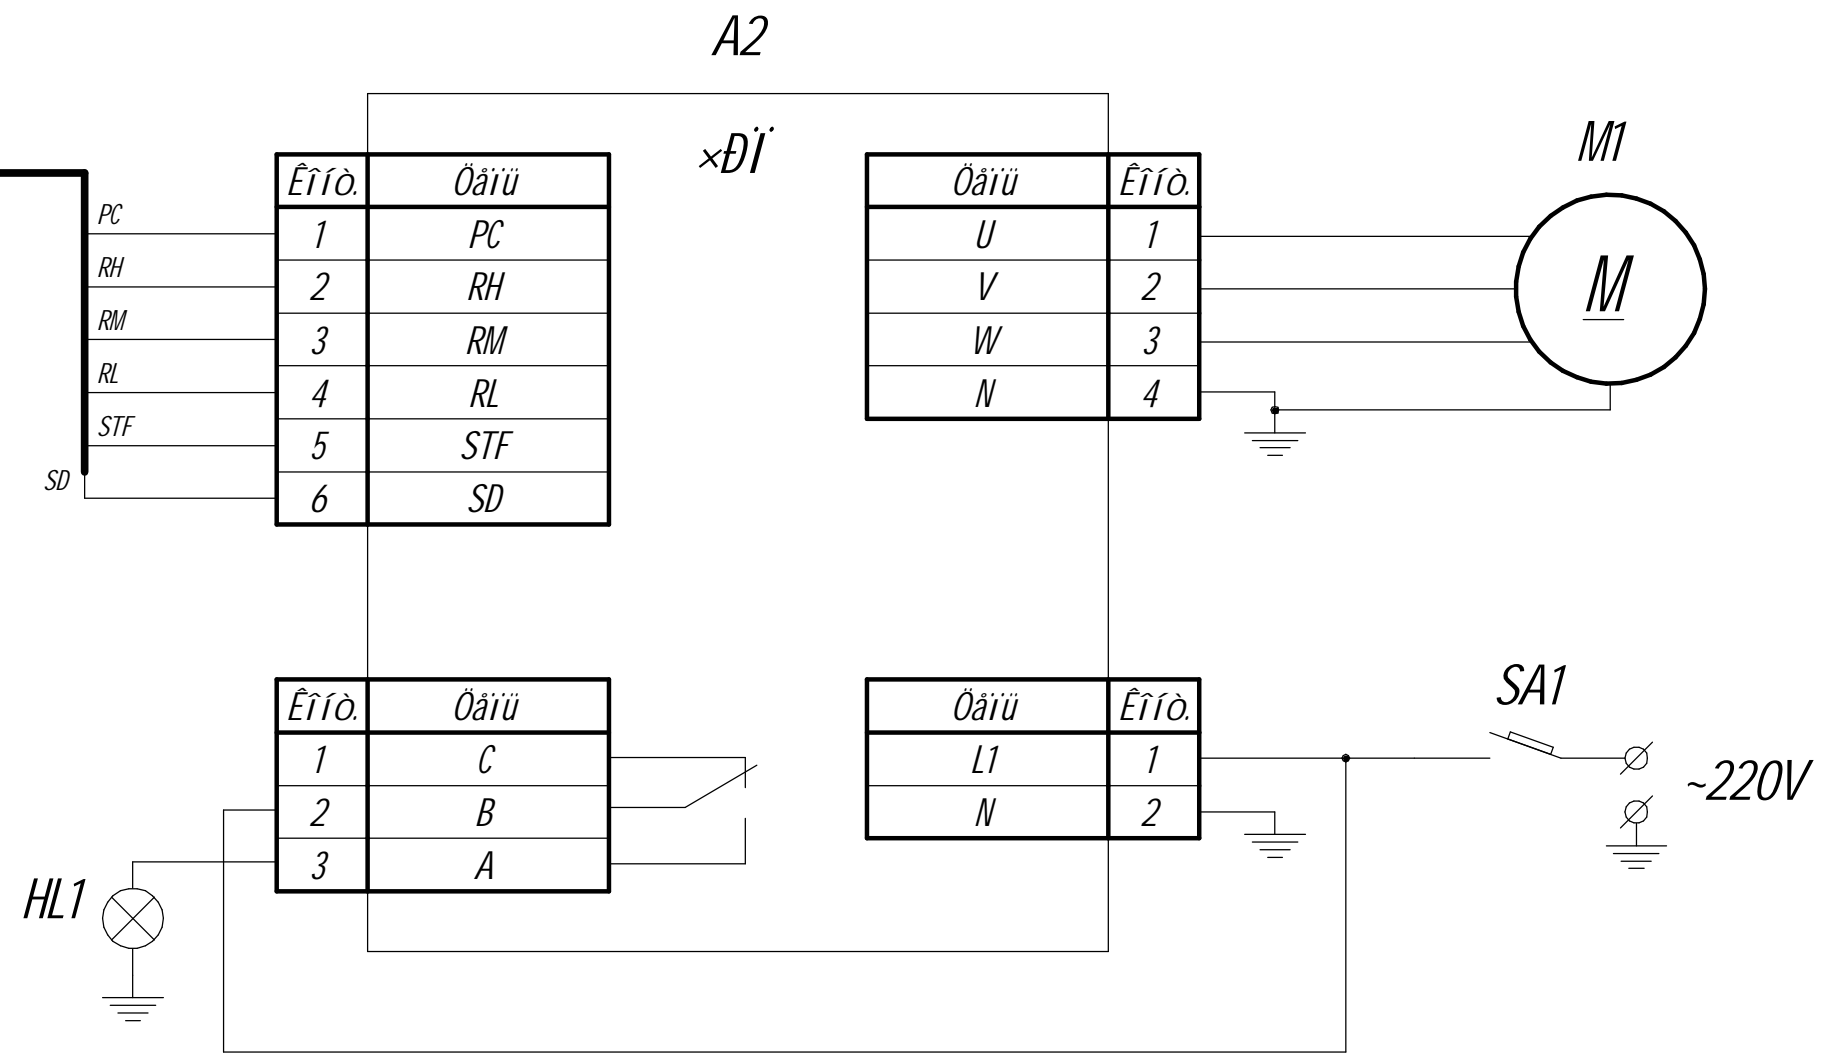 A2
×ÐÏ
M1
Êîíò. Öåïü
1 PC
2 RH
3 RM
4 RL
5 STF
6 SD
PC
RH
RM
RL
STF
SD
Öåïü Êîíò.
U 1
V 2
W 3
N 4
M
Êîíò. Öåïü
1 C
2 B
3 A
Öåïü Êîíò.
L1 1
N 2
SA1
~220V
HL1